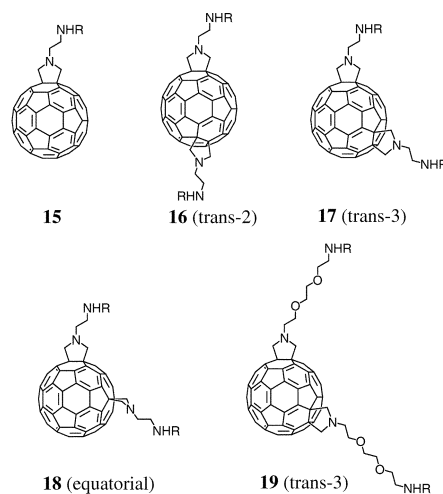 NHR
N
15
NHR
N
N
RHN
16 (trans-2)
NHR
N
N
NHR
17 (trans-3)
NHR
N
N
NHR
18 (equatorial)
NHR
O
O
N
N
O
O
NHR
19 (trans-3)